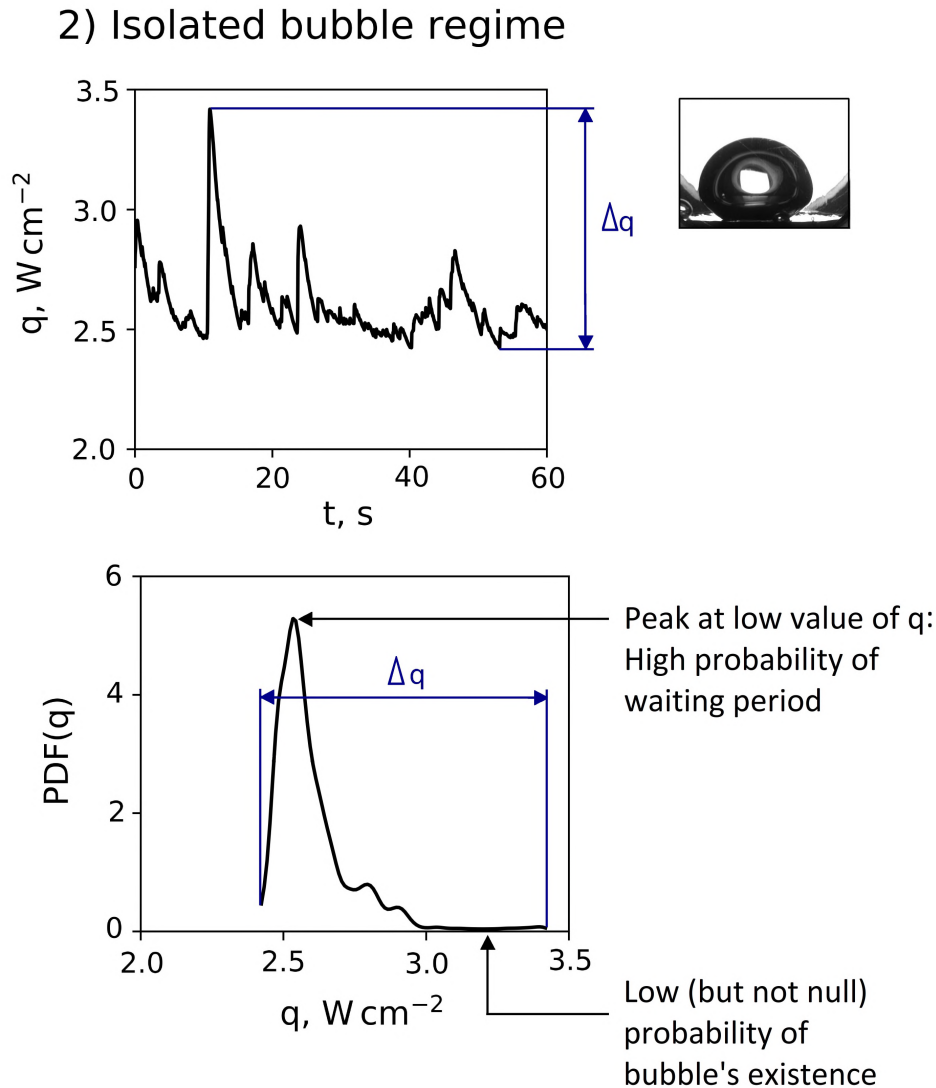 2) Isolated bubble regime
3.5
3.0
2.5
2.0
q, W cm⁻²
0 20 40 60
t, s
Δq
6
4
2
0
PDF(q)
Δq
2.0 2.5 3.0 3.5
q, W cm⁻²
Peak at low value of q:
High probability of
waiting period
Low (but not null)
probability of
bubble's existence